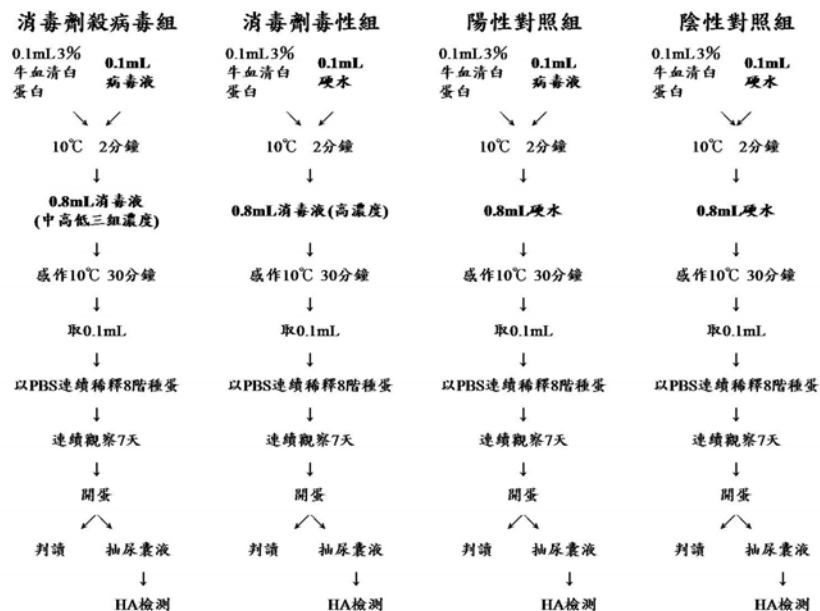 消毒劑殺病毒組
0.1mL3%
牛血清白
蛋白
0.1mL
病毒液
↘ ↙
10℃ 2分鐘
↓
0.8mL消毒液
(中高低三組濃度)
↓
感作10℃ 30分鐘
↓
取0.1mL
↓
以PBS連續稀釋8階種蛋
↓
連續觀察7天
↓
開蛋
↙ ↘
判讀 抽尿囊液
↓
HA檢測
消毒劑毒性組
0.1mL3%
牛血清白
蛋白
0.1mL
硬水
↘ ↙
10℃ 2分鐘
↓
0.8mL消毒液(高濃度)
↓
感作10℃ 30分鐘
↓
取0.1mL
↓
以PBS連續稀釋8階種蛋
↓
連續觀察7天
↓
開蛋
↙ ↘
判讀 抽尿囊液
↓
HA檢測
陽性對照組
0.1mL3%
牛血清白
蛋白
0.1mL
病毒液
↘ ↙
10℃ 2分鐘
↓
0.8mL硬水
↓
感作10℃ 30分鐘
↓
取0.1mL
↓
以PBS連續稀釋8階種蛋
↓
連續觀察7天
↓
開蛋
↙ ↘
判讀 抽尿囊液
↓
HA檢測
陰性對照組
0.1mL3%
牛血清白
蛋白
0.1mL
硬水
↘ ↙
10℃ 2分鐘
↓
0.8mL硬水
↓
感作10℃ 30分鐘
↓
取0.1mL
↓
以PBS連續稀釋8階種蛋
↓
連續觀察7天
↓
開蛋
↙ ↘
判讀 抽尿囊液
↓
HA檢測